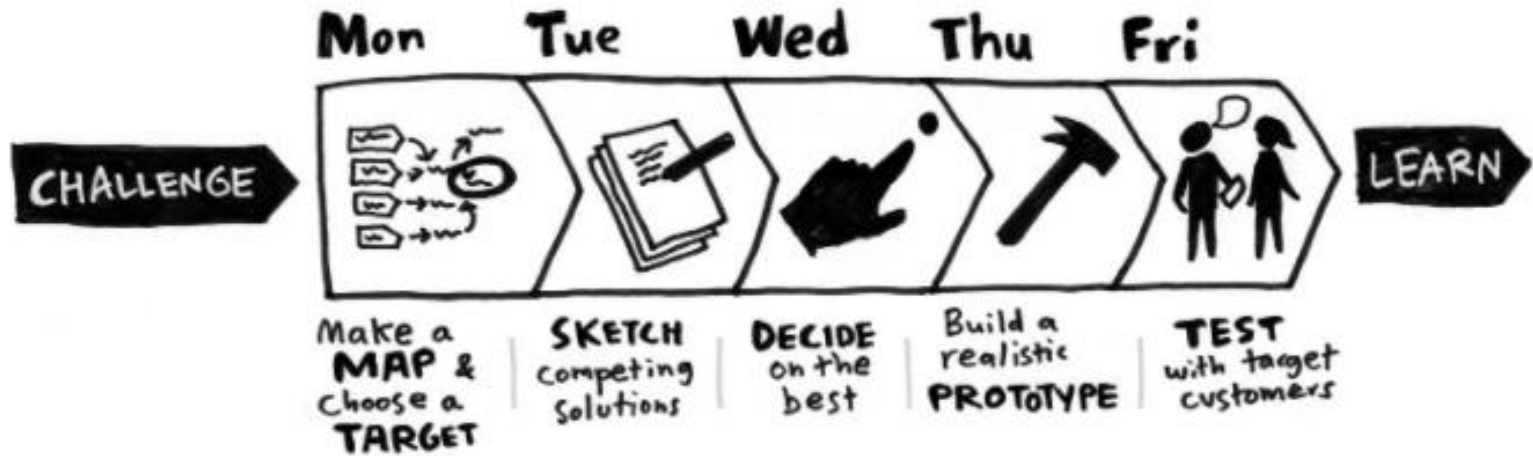 Mon Tue Wed Thu Fri
CHALLENGE
LEARN
Make a
MAP &
choose a
TARGET
SKETCH
competing
solutions
DECIDE
on the
best
Build a
realistic
PROTOTYPE
TEST
with target
customers